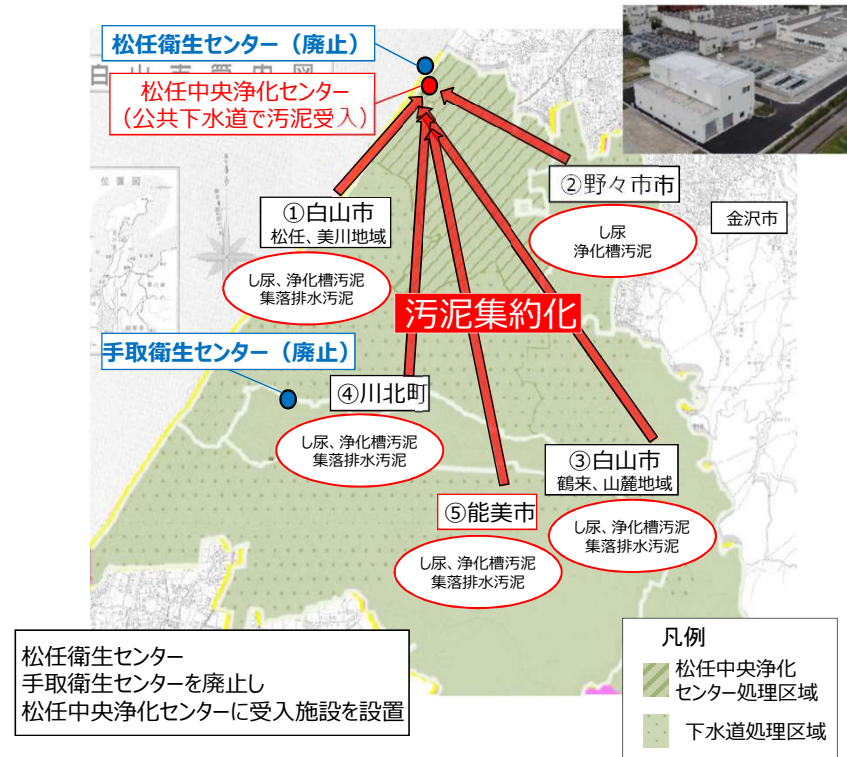 松任衛生センター（廃止）
白山市管内図
松任中央浄化センター
（公共下水道で汚泥受入）
位置図
①白山市
松任、美川地域
し尿、浄化槽汚泥
集落排水汚泥
②野々市市
し尿
浄化槽汚泥
金沢市
汚泥集約化
手取衛生センター（廃止）
④川北町
し尿、浄化槽汚泥
集落排水汚泥
③白山市
鶴来、山麓地域
し尿、浄化槽汚泥
集落排水汚泥
⑤能美市
し尿、浄化槽汚泥
集落排水汚泥
松任衛生センター
手取衛生センターを廃止し
松任中央浄化センターに受入施設を設置
凡例
松任中央浄化
センター処理区域
下水道処理区域